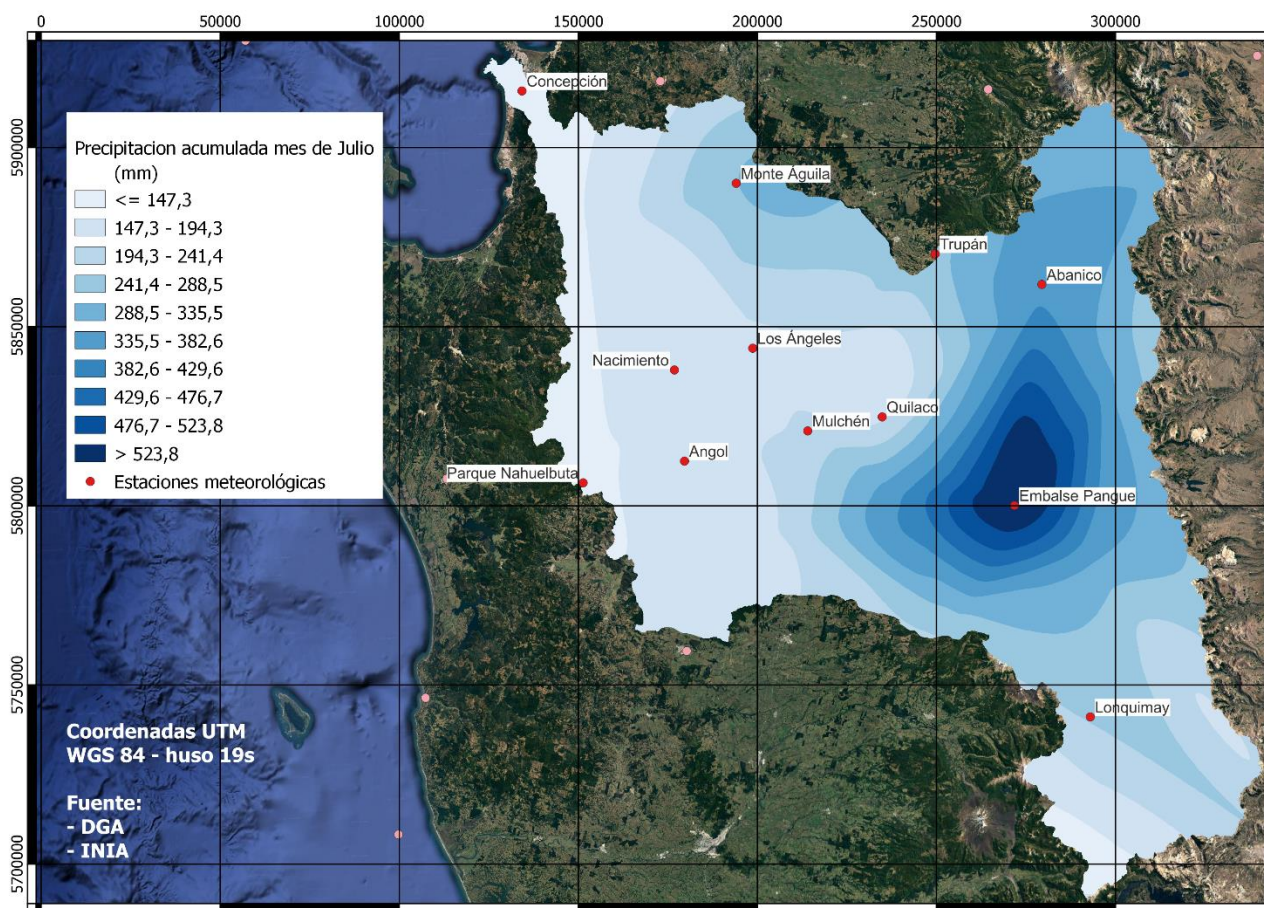 0 50000 100000 150000 200000 250000 300000
Concepción
5900000
Precipitacion acumulada mes de Julio
(mm)
<= 147,3
147,3 - 194,3
194,3 - 241,4
241,4 - 288,5
288,5 - 335,5
335,5 - 382,6
382,6 - 429,6
429,6 - 476,7
476,7 - 523,8
> 523,8
Estaciones meteorológicas
Monte Águila
Trupán
Abanico
5850000
Los Ángeles
Nacimiento
Quilaco
Mulchén
Angol
Parque Nahuelbuta
Embalse Pangue
5800000
5750000
Lonquimay
Coordenadas UTM
WGS 84 - huso 19s
Fuente:
- DGA
- INIA
5700000